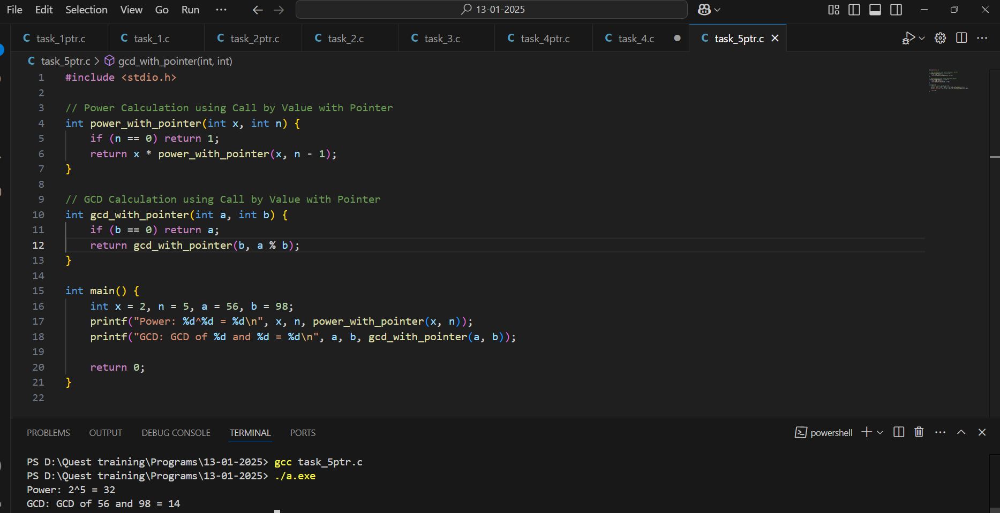 File Edit Selection View Go Run ··· 13-01-2025
task_1ptr.c task_1.c task_2ptr.c task_2.c task_3.c task_4ptr.c task_4.c task_5ptr.c
C task_5ptr.c > gcd_with_pointer(int, int)
1 #include <stdio.h>
2
3 // Power Calculation using Call by Value with Pointer
4 int power_with_pointer(int x, int n) {
5     if (n == 0) return 1;
6     return x * power_with_pointer(x, n - 1);
7 }
8
9 // GCD Calculation using Call by Value with Pointer
10 int gcd_with_pointer(int a, int b) {
11     if (b == 0) return a;
12     return gcd_with_pointer(b, a % b);
13 }
14
15 int main() {
16     int x = 2, n = 5, a = 56, b = 98;
17     printf("Power: %d^%d = %d\n", x, n, power_with_pointer(x, n));
18     printf("GCD: GCD of %d and %d = %d\n", a, b, gcd_with_pointer(a, b));
19
20     return 0;
21 }
22
PROBLEMS OUTPUT DEBUG CONSOLE TERMINAL PORTS powershell
PS D:\Quest training\Programs\13-01-2025> gcc task_5ptr.c
PS D:\Quest training\Programs\13-01-2025> ./a.exe
Power: 2^5 = 32
GCD: GCD of 56 and 98 = 14